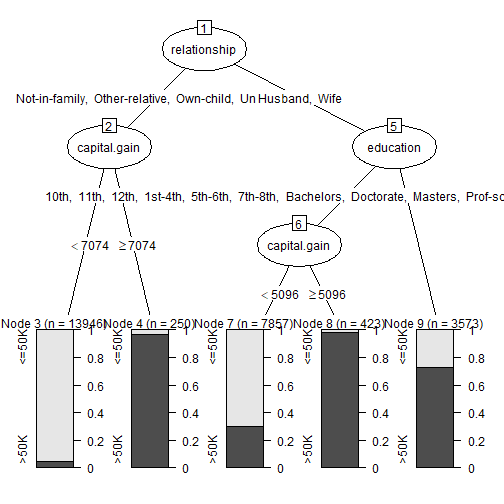 1
relationship
Not-in-family, Other-relative, Own-child, Un Husband, Wife
2
capital.gain
5
education
10th, 11th, 12th, 1st-4th, 5th-6th, 7th-8th, Bachelors, Doctorate, Masters, Prof-sc
6
capital.gain
<7074 ≥7074
<5096 ≥5096
Node 3 (n = 13946) Node 4 (n = 250) Node 7 (n = 7857) Node 8 (n = 423) Node 9 (n = 3573)
<=50K 1 <=50K 1 <=50K 1 <=50K 1 <=50K 1
0.8 0.8 0.8 0.8 0.8
0.6 0.6 0.6 0.6 0.6
0.4 0.4 0.4 0.4 0.4
>50K 0.2 >50K 0.2 >50K 0.2 >50K 0.2 >50K 0.2
0 0 0 0 0